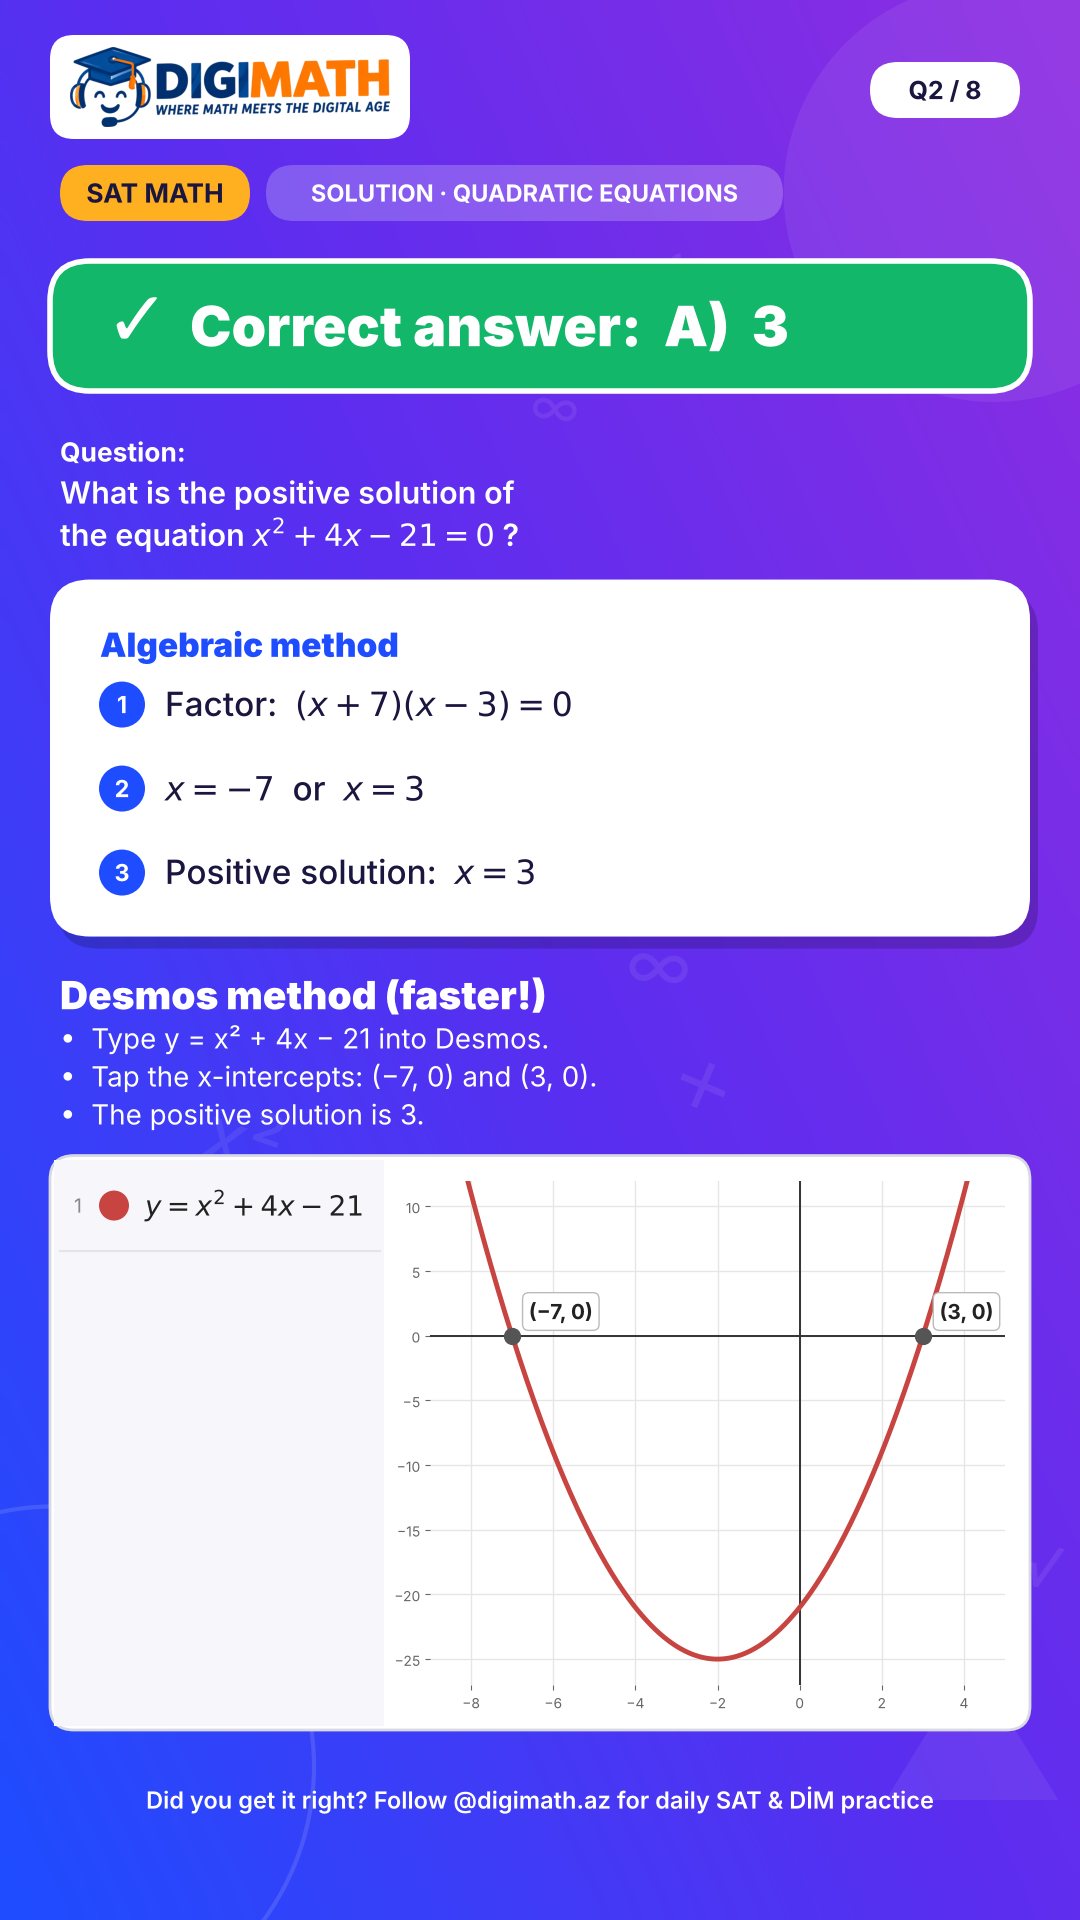 DIGIMATH
WHERE MATH MEETS THE DIGITAL AGE
Q2 / 8
SAT MATH
SOLUTION · QUADRATIC EQUATIONS
✓ Correct answer: A) 3
Question:
What is the positive solution of
the equation x² + 4x − 21 = 0 ?
Algebraic method
1 Factor: (x + 7)(x − 3) = 0
2 x = −7 or x = 3
3 Positive solution: x = 3
Desmos method (faster!)
• Type y = x² + 4x − 21 into Desmos.
• Tap the x-intercepts: (−7, 0) and (3, 0).
• The positive solution is 3.
1 y = x² + 4x − 21
10
5
0
−5
−10
−15
−20
−25
(−7, 0)
(3, 0)
−8 −6 −4 −2 0 2 4
Did you get it right? Follow @digimath.az for daily SAT & DİM practice